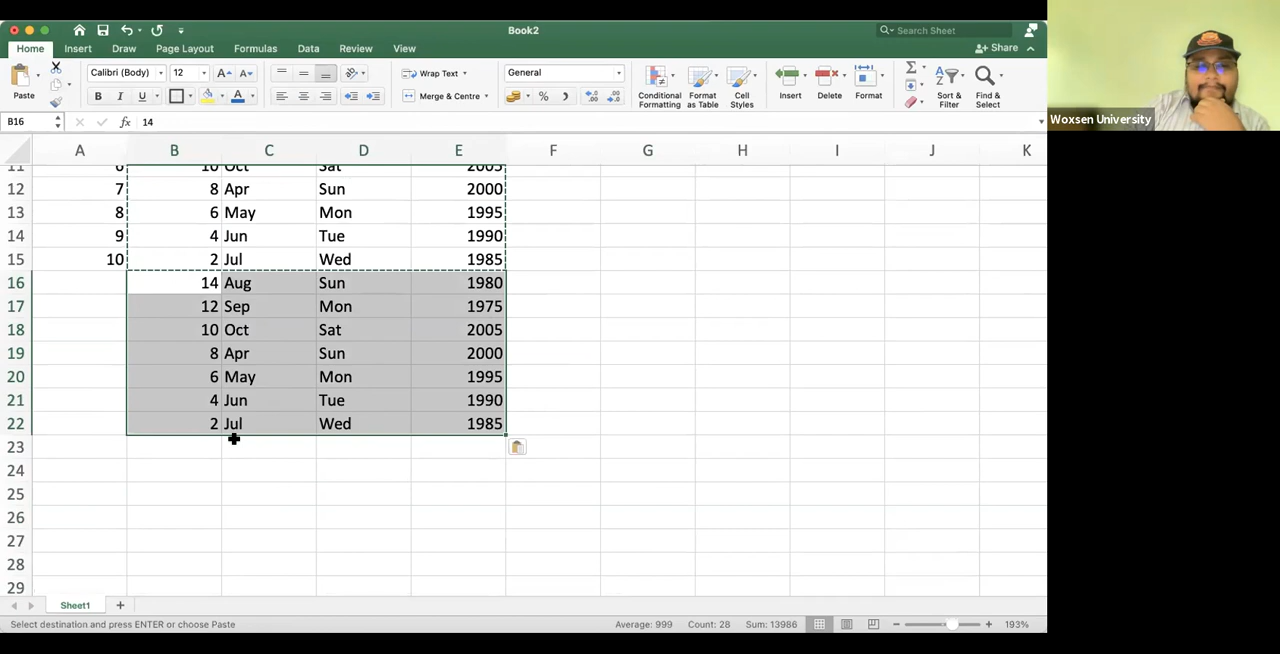 Book2
Search Sheet
Home Insert Draw Page Layout Formulas Data Review View
Share
Paste
Calibri (Body) 12
A A
B I U A
Wrap Text
Merge & Centre
General
%
Conditional Formatting
Format as Table
Cell Styles
Insert
Delete
Format
Sort & Filter
Find & Select
Woxsen University
B16 fx 14
A B C D E F G H I J K
11 6 10 Oct Sat 2005
12 7 8 Apr Sun 2000
13 8 6 May Mon 1995
14 9 4 Jun Tue 1990
15 10 2 Jul Wed 1985
16 14 Aug Sun 1980
17 12 Sep Mon 1975
18 10 Oct Sat 2005
19 8 Apr Sun 2000
20 6 May Mon 1995
21 4 Jun Tue 1990
22 2 Jul Wed 1985
23
24
25
26
27
28
29
Sheet1 +
Select destination and press ENTER or choose Paste Average: 999 Count: 28 Sum: 13986 193%